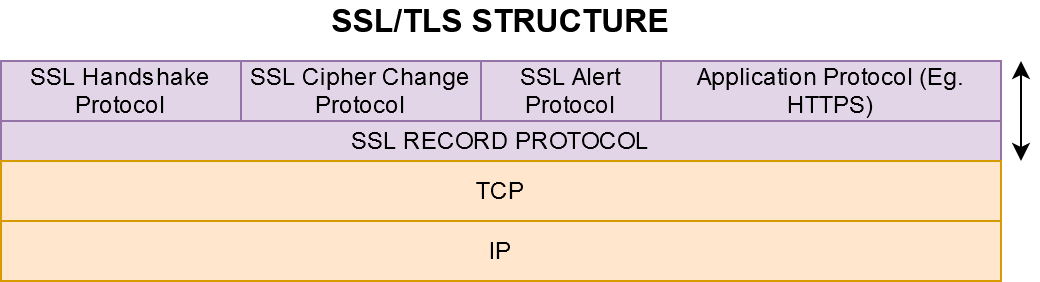 SSL/TLS STRUCTURE
SSL Handshake
Protocol
SSL Cipher Change
Protocol
SSL Alert
Protocol
Application Protocol (Eg.
HTTPS)
SSL RECORD PROTOCOL
TCP
IP